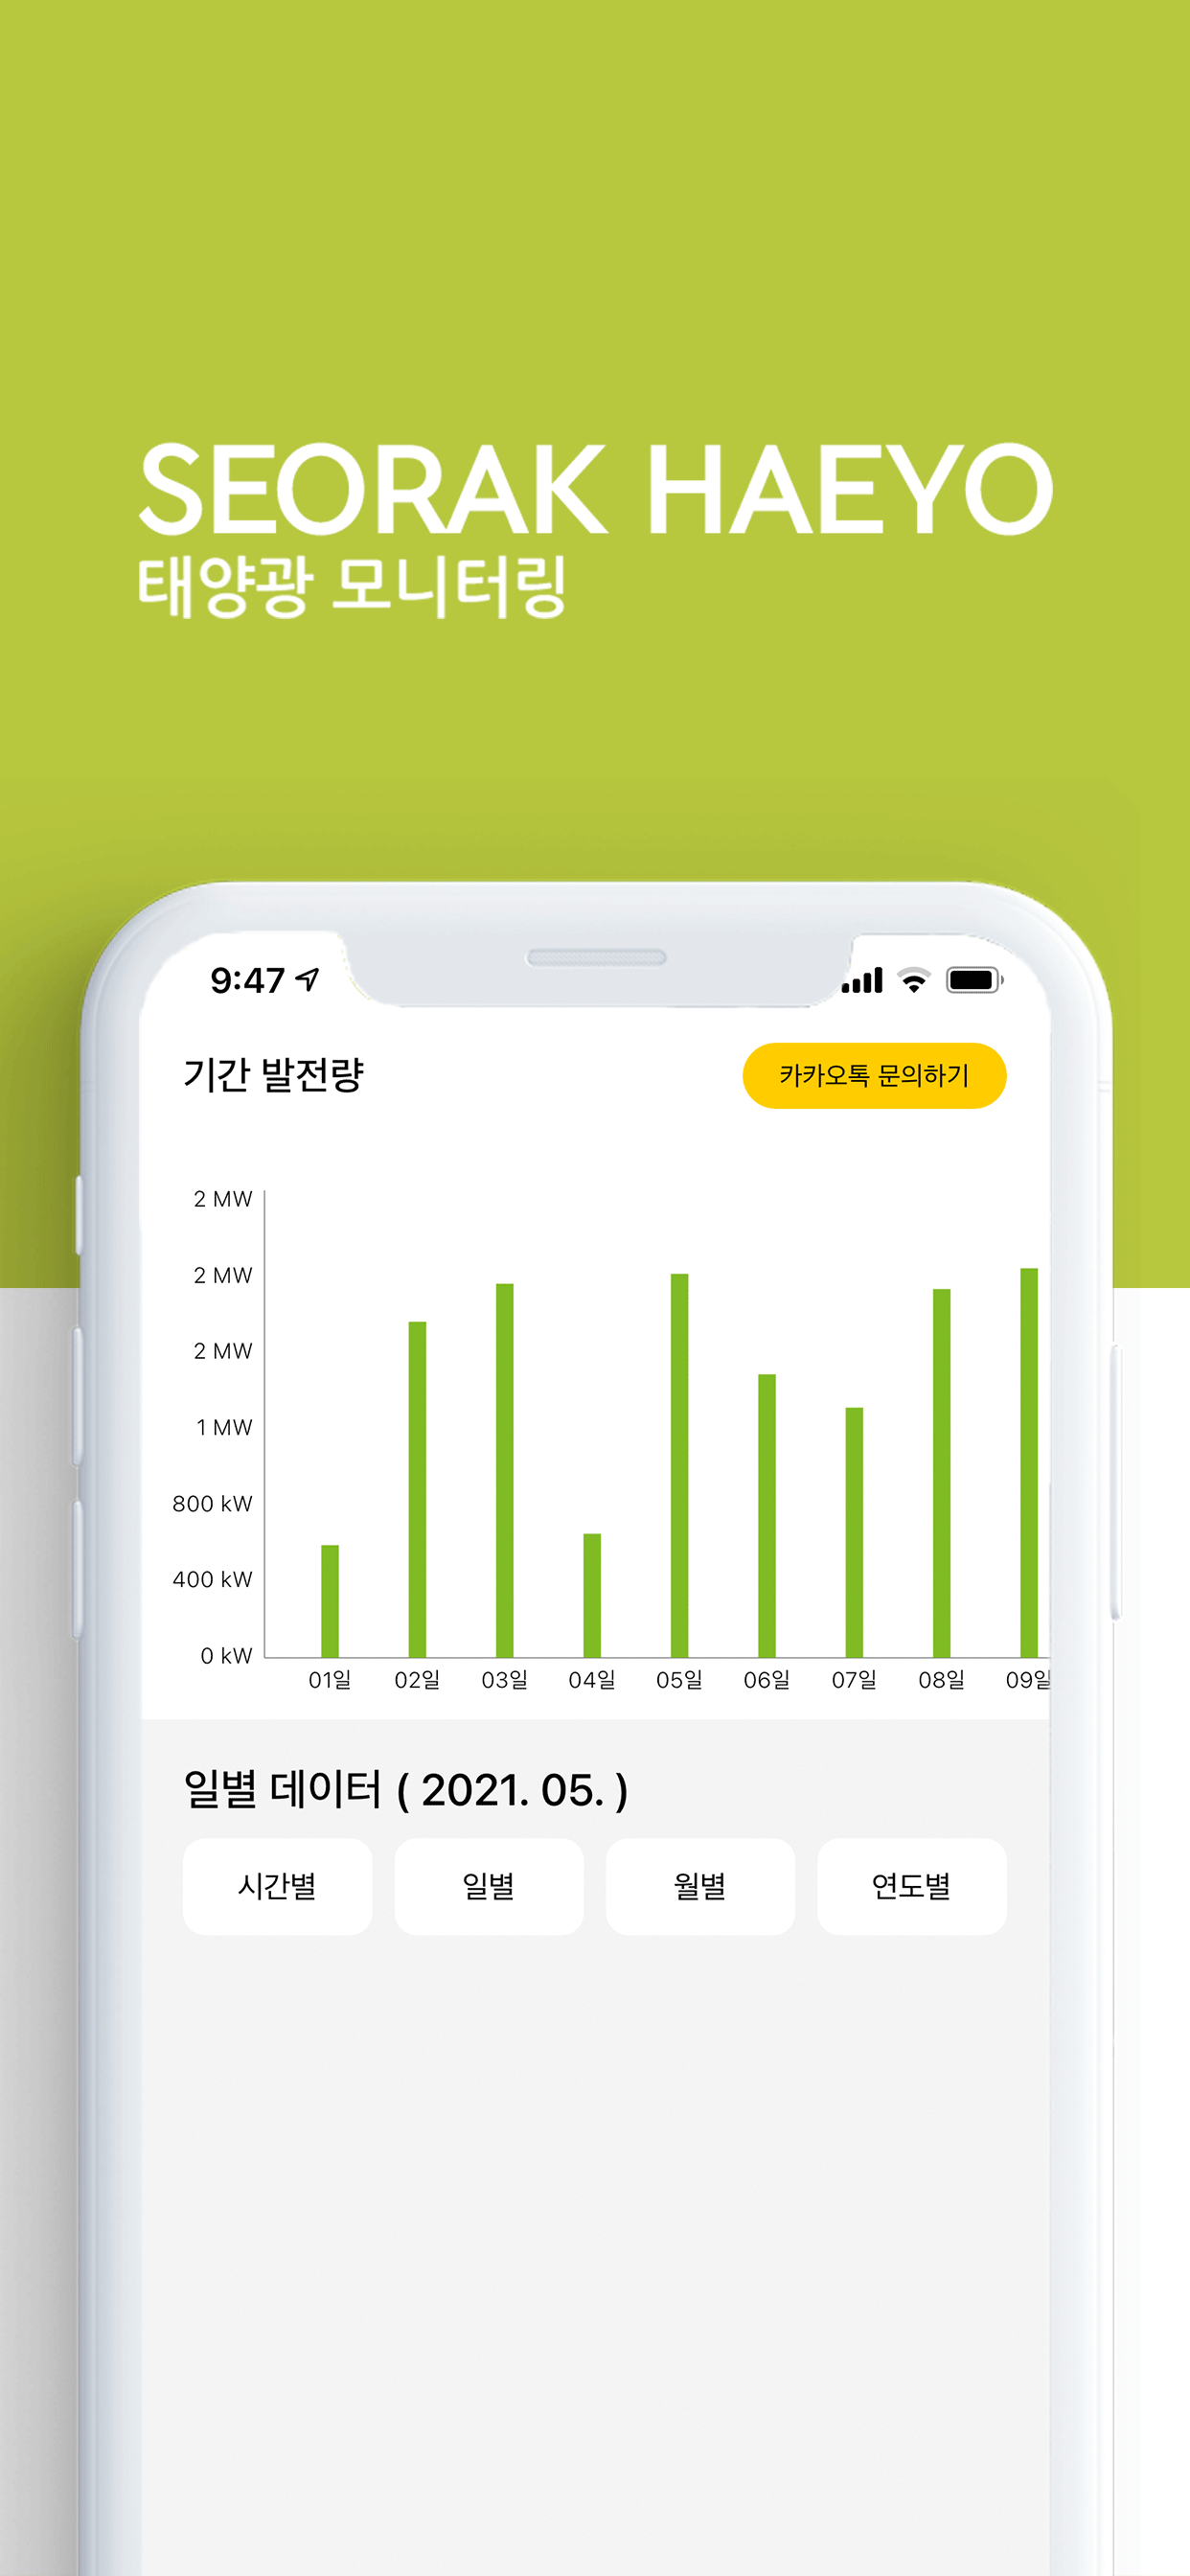 SEORAK HAEYO
태양광 모니터링
9:47
기간 발전량
카카오톡 문의하기
2 MW
2 MW
2 MW
1 MW
800 kW
400 kW
0 kW
01일 02일 03일 04일 05일 06일 07일 08일 09일
일별 데이터 ( 2021. 05. )
시간별 일별 월별 연도별